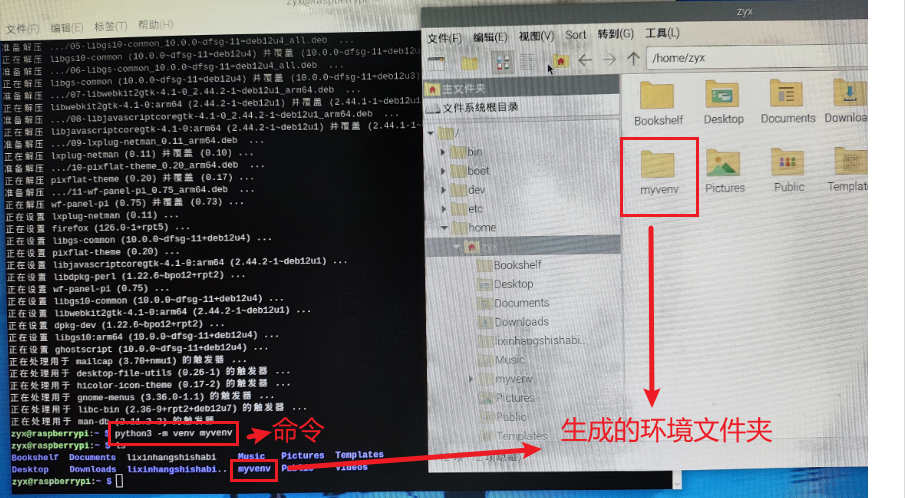 zyx@raspberrypi: ~
文件(F) 编辑(E) 标签(T) 帮助(H)
准备解压 .../05-libgs10-common_10.0.0~dfsg-11+deb12u4_all.deb ...
正在解压 libgs10-common (10.0.0~dfsg-11+deb12u4) 并覆盖 (10.0.0~dfsg-11+deb12u
准备解压 .../06-libgs-common_10.0.0~dfsg-11+deb12u4_all.deb ...
正在解压 libgs-common (10.0.0~dfsg-11+deb12u4) 并覆盖 (10.0.0~dfsg-11+deb12u3)
准备解压 .../07-libwebkit2gtk-4.1-0_2.44.2-1~deb12u1_arm64.deb ...
正在解压 libwebkit2gtk-4.1-0:arm64 (2.44.2-1~deb12u1) 并覆盖 (2.44.1-1~deb12u1
准备解压 .../08-libjavascriptcoregtk-4.1-0_2.44.2-1~deb12u1_arm64.deb ...
正在解压 libjavascriptcoregtk-4.1-0:arm64 (2.44.2-1~deb12u1) 并覆盖 (2.44.1-1~
准备解压 .../09-lxplug-netman_0.11_arm64.deb ...
正在解压 lxplug-netman (0.11) 并覆盖 (0.10) ...
准备解压 .../10-pixflat-theme_0.20_arm64.deb ...
正在解压 pixflat-theme (0.20) 并覆盖 (0.17) ...
准备解压 .../11-wf-panel-pi_0.75_arm64.deb ...
正在解压 wf-panel-pi (0.75) 并覆盖 (0.73) ...
正在设置 lxplug-netman (0.11) ...
正在设置 firefox (126.0-1+rpt5) ...
正在设置 libgs-common (10.0.0~dfsg-11+deb12u4) ...
正在设置 pixflat-theme (0.20) ...
正在设置 libjavascriptcoregtk-4.1-0:arm64 (2.44.2-1~deb12u1) ...
正在设置 libdpkg-perl (1.22.6~bpo12+rpt2) ...
正在设置 wf-panel-pi (0.75) ...
正在设置 libgs10-common (10.0.0~dfsg-11+deb12u4) ...
正在设置 libwebkit2gtk-4.1-0:arm64 (2.44.2-1~deb12u1) ...
正在设置 dpkg-dev (1.22.6~bpo12+rpt2) ...
正在设置 libgs10:arm64 (10.0.0~dfsg-11+deb12u4) ...
正在设置 ghostscript (10.0.0~dfsg-11+deb12u4) ...
正在处理用于 mailcap (3.70+nmu1) 的触发器 ...
正在处理用于 desktop-file-utils (0.26-1) 的触发器 ...
正在处理用于 hicolor-icon-theme (0.17-2) 的触发器 ...
正在处理用于 gnome-menus (3.36.0-1.1) 的触发器 ...
正在处理用于 libc-bin (2.36-9+rpt2+deb12u7) 的触发器 ...
正在处理用于 man-db (2.11.2-2) 的触发器 ...
zyx@raspberrypi:~ $ python3 -m venv myvenv
命令
zyx@raspberrypi:~ $ ls
Bookshelf Documents lixinhangshishabi Music Pictures Templates
Desktop Downloads lixinhangshishabi.. myvenv Public Videos
zyx@raspberrypi:~ $
zyx
文件(F) 编辑(E) 视图(V) Sort 转到(G) 工具(L)
/home/zyx
主文件夹
文件系统根目录
/
bin
boot
dev
etc
home
zyx
Bookshelf
Desktop
Documents
Downloads
lixinhangshishabi..
Music
myvenv
Pictures
Public
Templates
Bookshelf Desktop Documents Downloa
myvenv Pictures Public Templat
生成的环境文件夹